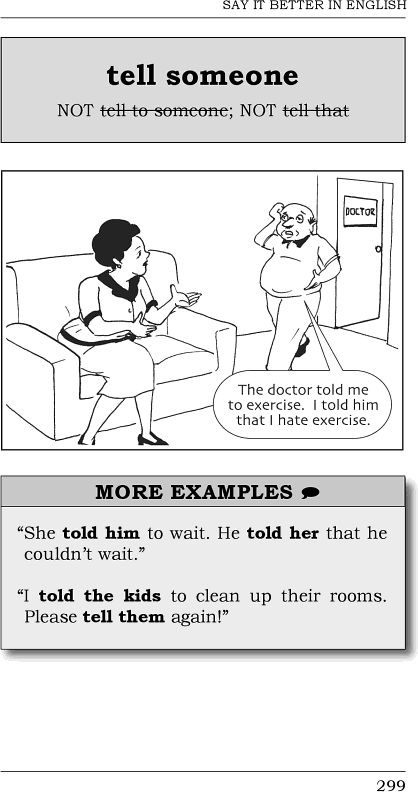 SAY IT BETTER IN ENGLISH
tell someone
NOT tell to someone; NOT tell that
DOCTOR
The doctor told me
to exercise. I told him
that I hate exercise.
MORE EXAMPLES
“She told him to wait. He told her that he
couldn’t wait.”
“I told the kids to clean up their rooms.
Please tell them again!”
299